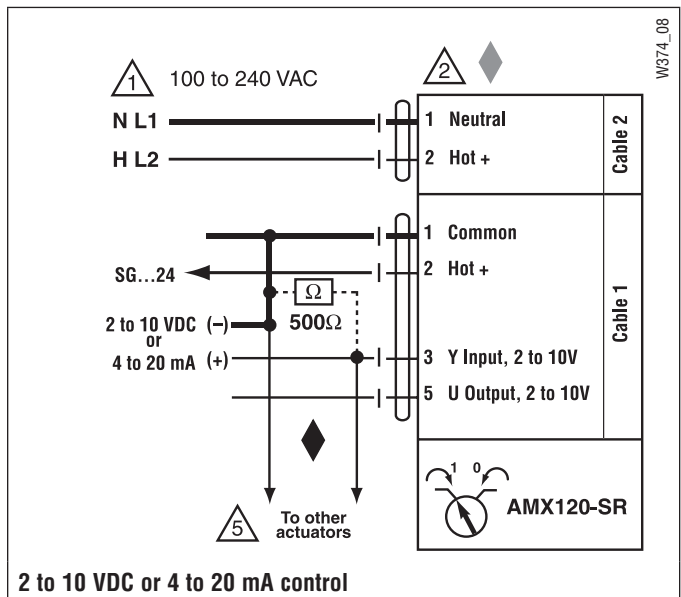 W374_08
1 100 to 240 VAC
2
N L1
1 Neutral
H L2
2 Hot +
Cable 2
1 Common
SG...24
2 Hot +
Ω
500Ω
2 to 10 VDC (–)
or
4 to 20 mA (+)
3 Y Input, 2 to 10V
5 U Output, 2 to 10V
Cable 1
5 To other
actuators
1 0
AMX120-SR
2 to 10 VDC or 4 to 20 mA control